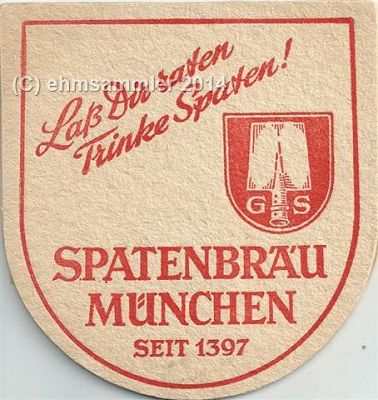 (C) ehmsammler 2014
Laß Dir raten
Trinke Spaten!
G S
SPATENBRÄU
MÜNCHEN
SEIT 1397